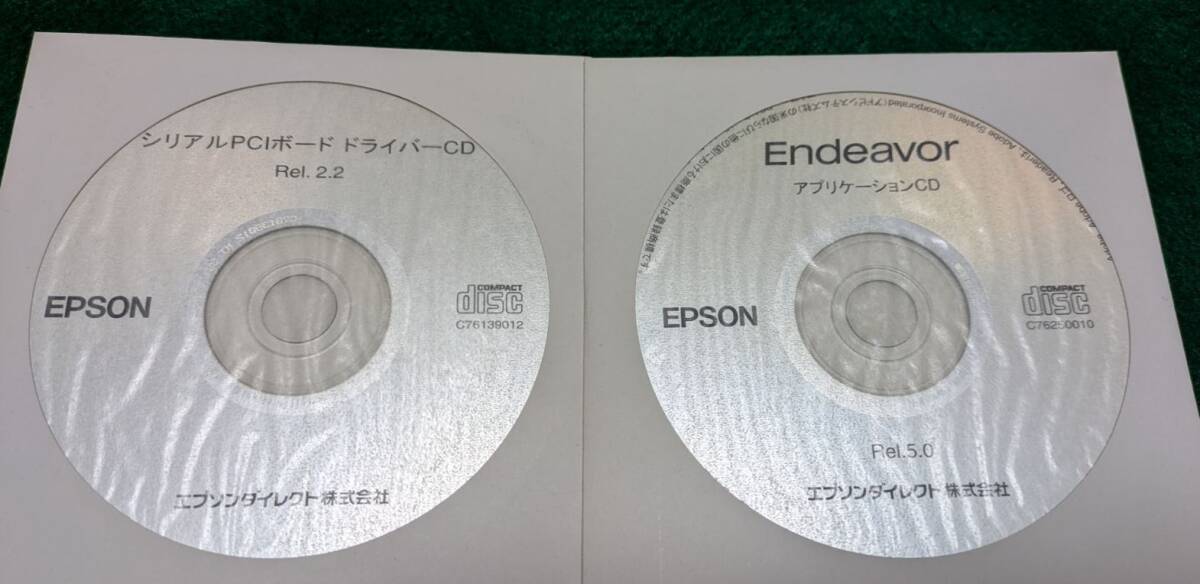 シリアルPCIボード ドライバーCD
Rel. 2.2
EPSON
COMPACT
disc
C76139012
エプソンダイレクト株式会社
Endeavor
アプリケーションCD
EPSON
COMPACT
disc
C76250010
Rel.5.0
エプソンダイレクト株式会社